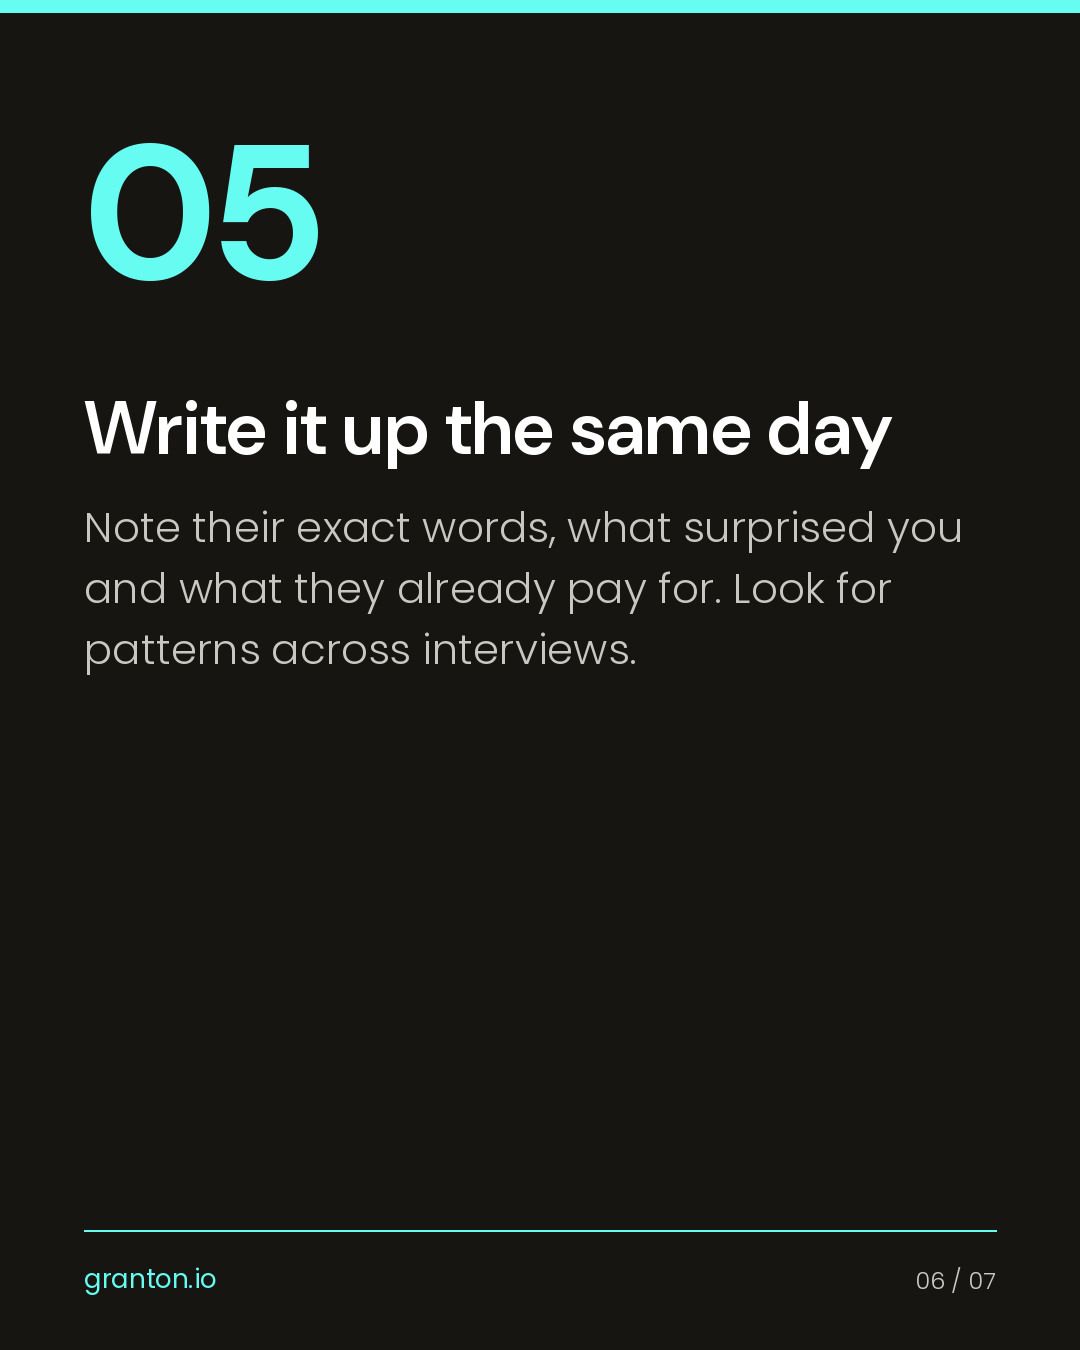 05
Write it up the same day
Note their exact words, what surprised you
and what they already pay for. Look for
patterns across interviews.
granton.io
06 / 07